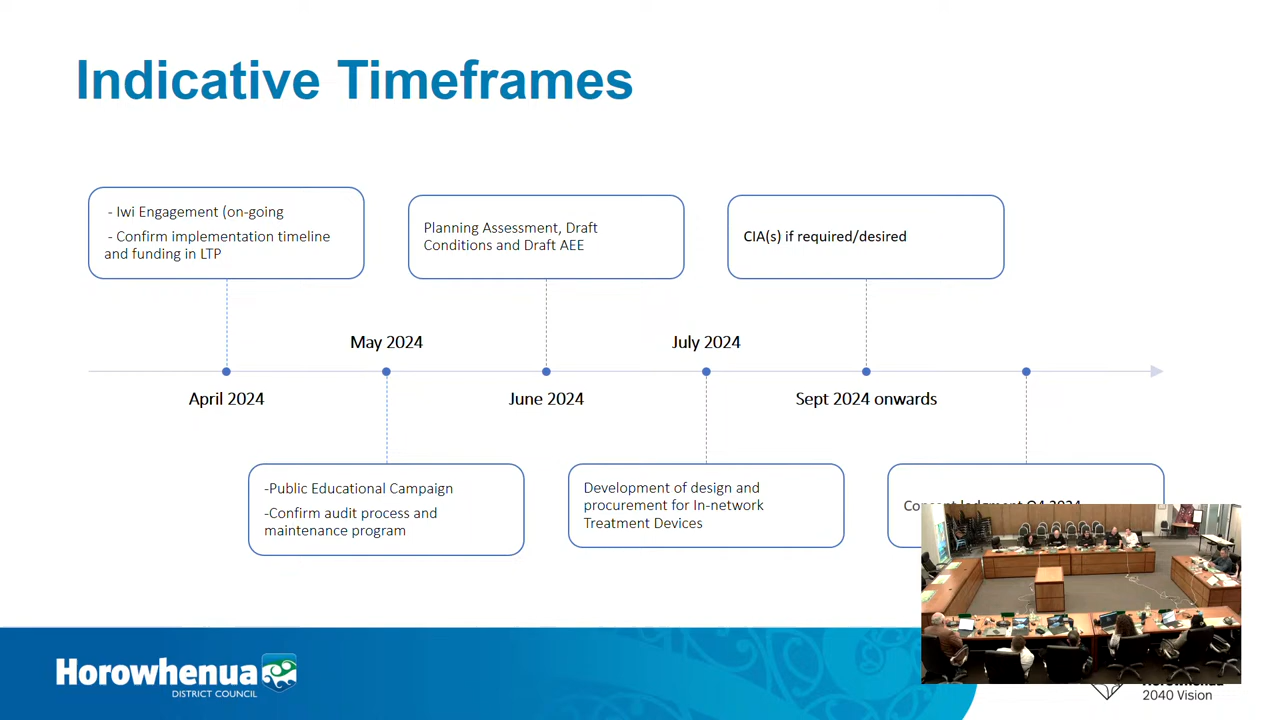 Indicative Timeframes
- Iwi Engagement (on-going
- Confirm implementation timeline
and funding in LTP
Planning Assessment, Draft
Conditions and Draft AEE
CIA(s) if required/desired
May 2024
July 2024
April 2024
June 2024
Sept 2024 onwards
-Public Educational Campaign
-Confirm audit process and
maintenance program
Development of design and
procurement for In-network
Treatment Devices
Horowhenua
DISTRICT COUNCIL
2040 Vision